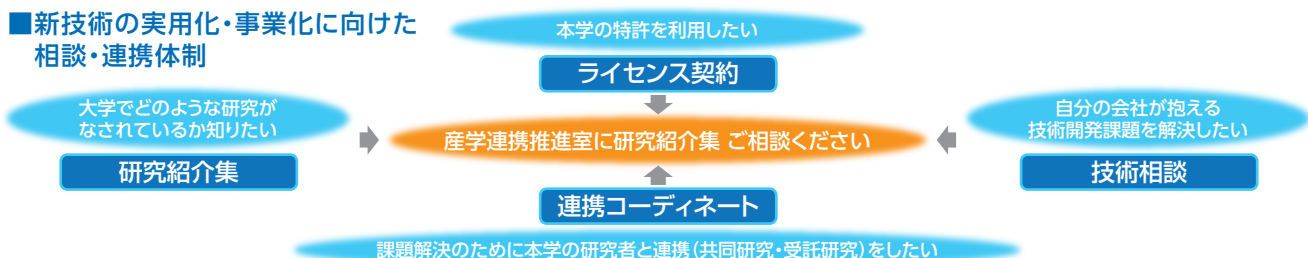 ■新技術の実用化・事業化に向けた
相談・連携体制
本学の特許を利用したい
ライセンス契約
大学でどのような研究が
なされているか知りたい
研究紹介集
産学連携推進室に研究紹介集 ご相談ください
自分の会社が抱える
技術開発課題を解決したい
技術相談
連携コーディネート
課題解決のために本学の研究者と連携(共同研究・受託研究)をしたい